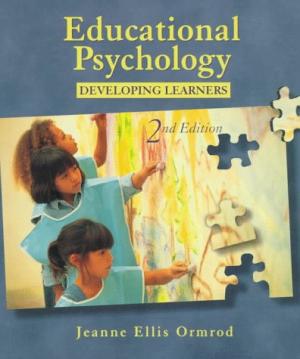 Educational
Psychology
DEVELOPING LEARNERS
2nd Edition
Jeanne Ellis Ormrod